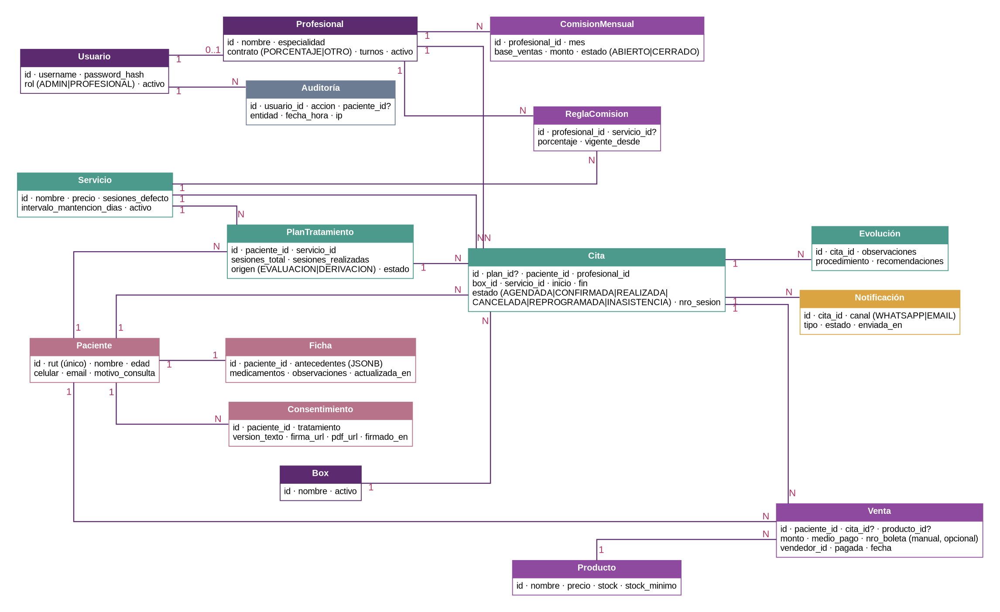 Profesional
id · nombre · especialidad
contrato (PORCENTAJE|OTRO) · turnos · activo
ComisionMensual
id · profesional_id · mes
base_ventas · monto · estado (ABIERTO|CERRADO)
N
1
1
1
Usuario
id · username · password_hash
rol (ADMIN|PROFESIONAL) · activo
0..1
1
N
1
Auditoría
id · usuario_id · accion · paciente_id?
entidad · fecha_hora · ip
N
ReglaComision
id · profesional_id · servicio_id?
porcentaje · vigente_desde
N
Servicio
id · nombre · precio · sesiones_defecto
intervalo_mantencion_dias · activo
1
1
1
N
PlanTratamiento
id · paciente_id · servicio_id
sesiones_total · sesiones_realizadas
origen (EVALUACION|DERIVACION) · estado
N
1
N
NN
Cita
id · plan_id? · paciente_id · profesional_id
box_id · servicio_id · inicio · fin
estado (AGENDADA|CONFIRMADA|REALIZADA|
CANCELADA|REPROGRAMADA|INASISTENCIA) · nro_sesion
N
N
1
1
1
Evolución
id · cita_id · observaciones
procedimiento · recomendaciones
N
Notificación
id · cita_id · canal (WHATSAPP|EMAIL)
tipo · estado · enviada_en
N
1
1
Paciente
id · rut (único) · nombre · edad
celular · email · motivo_consulta
1
1
1
1
Ficha
id · paciente_id · antecedentes (JSONB)
medicamentos · observaciones · actualizada_en
N
Consentimiento
id · paciente_id · tratamiento
version_texto · firma_url · pdf_url · firmado_en
Box
id · nombre · activo
1
N
N
N
Venta
id · paciente_id · cita_id? · producto_id?
monto · medio_pago · nro_boleta (manual, opcional)
vendedor_id · pagada · fecha
1
Producto
id · nombre · precio · stock · stock_minimo